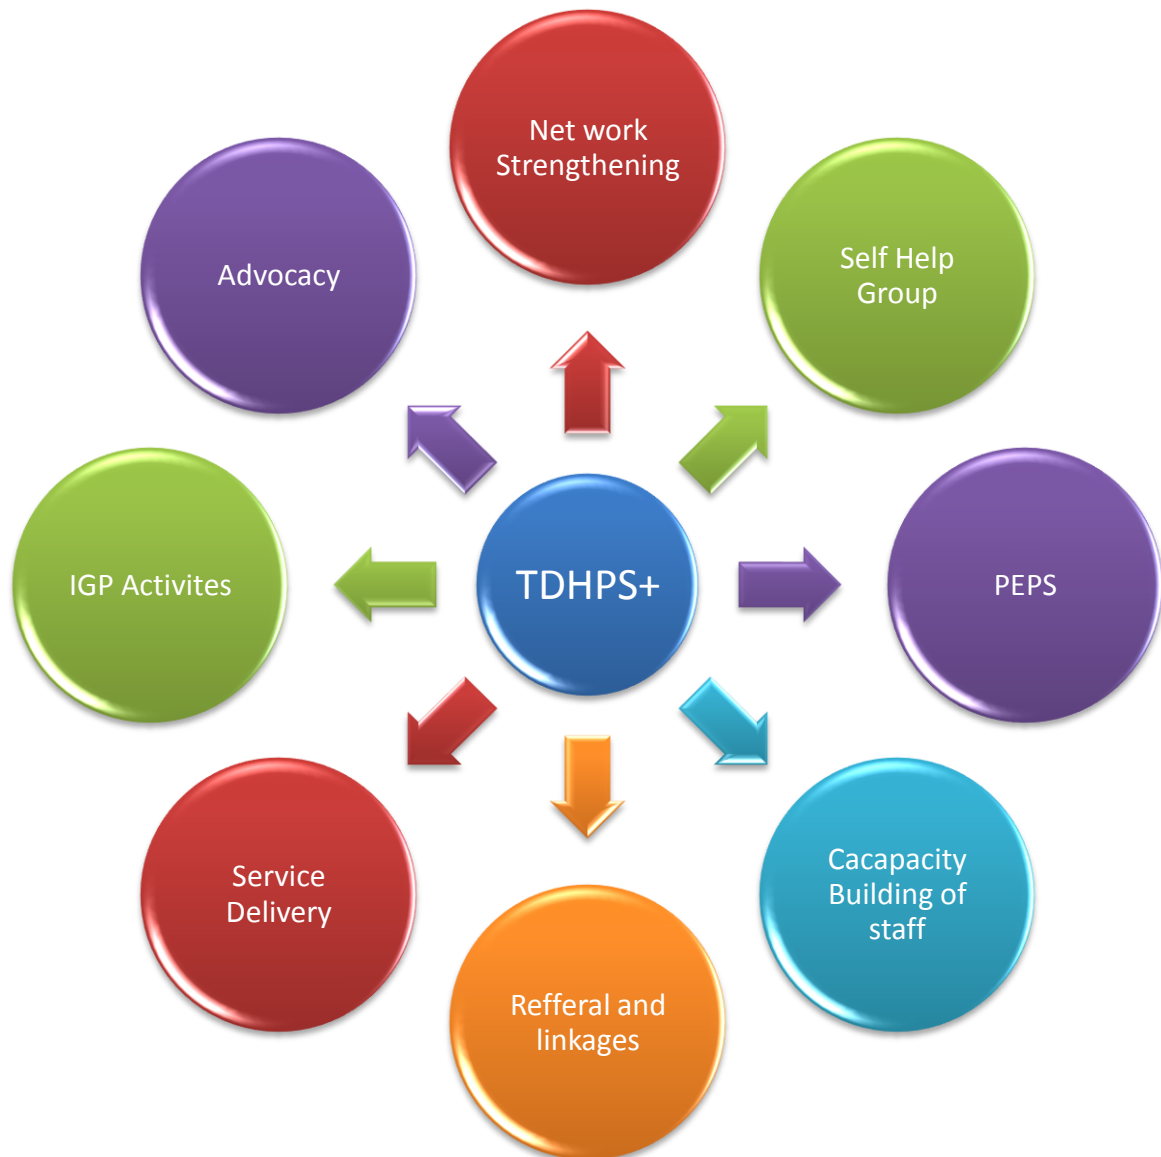 Net work
Strengthening
Advocacy
Self Help
Group
IGP Activites
TDHPS+
PEPS
Service
Delivery
Cacapacity
Building of
staff
Refferal and
linkages